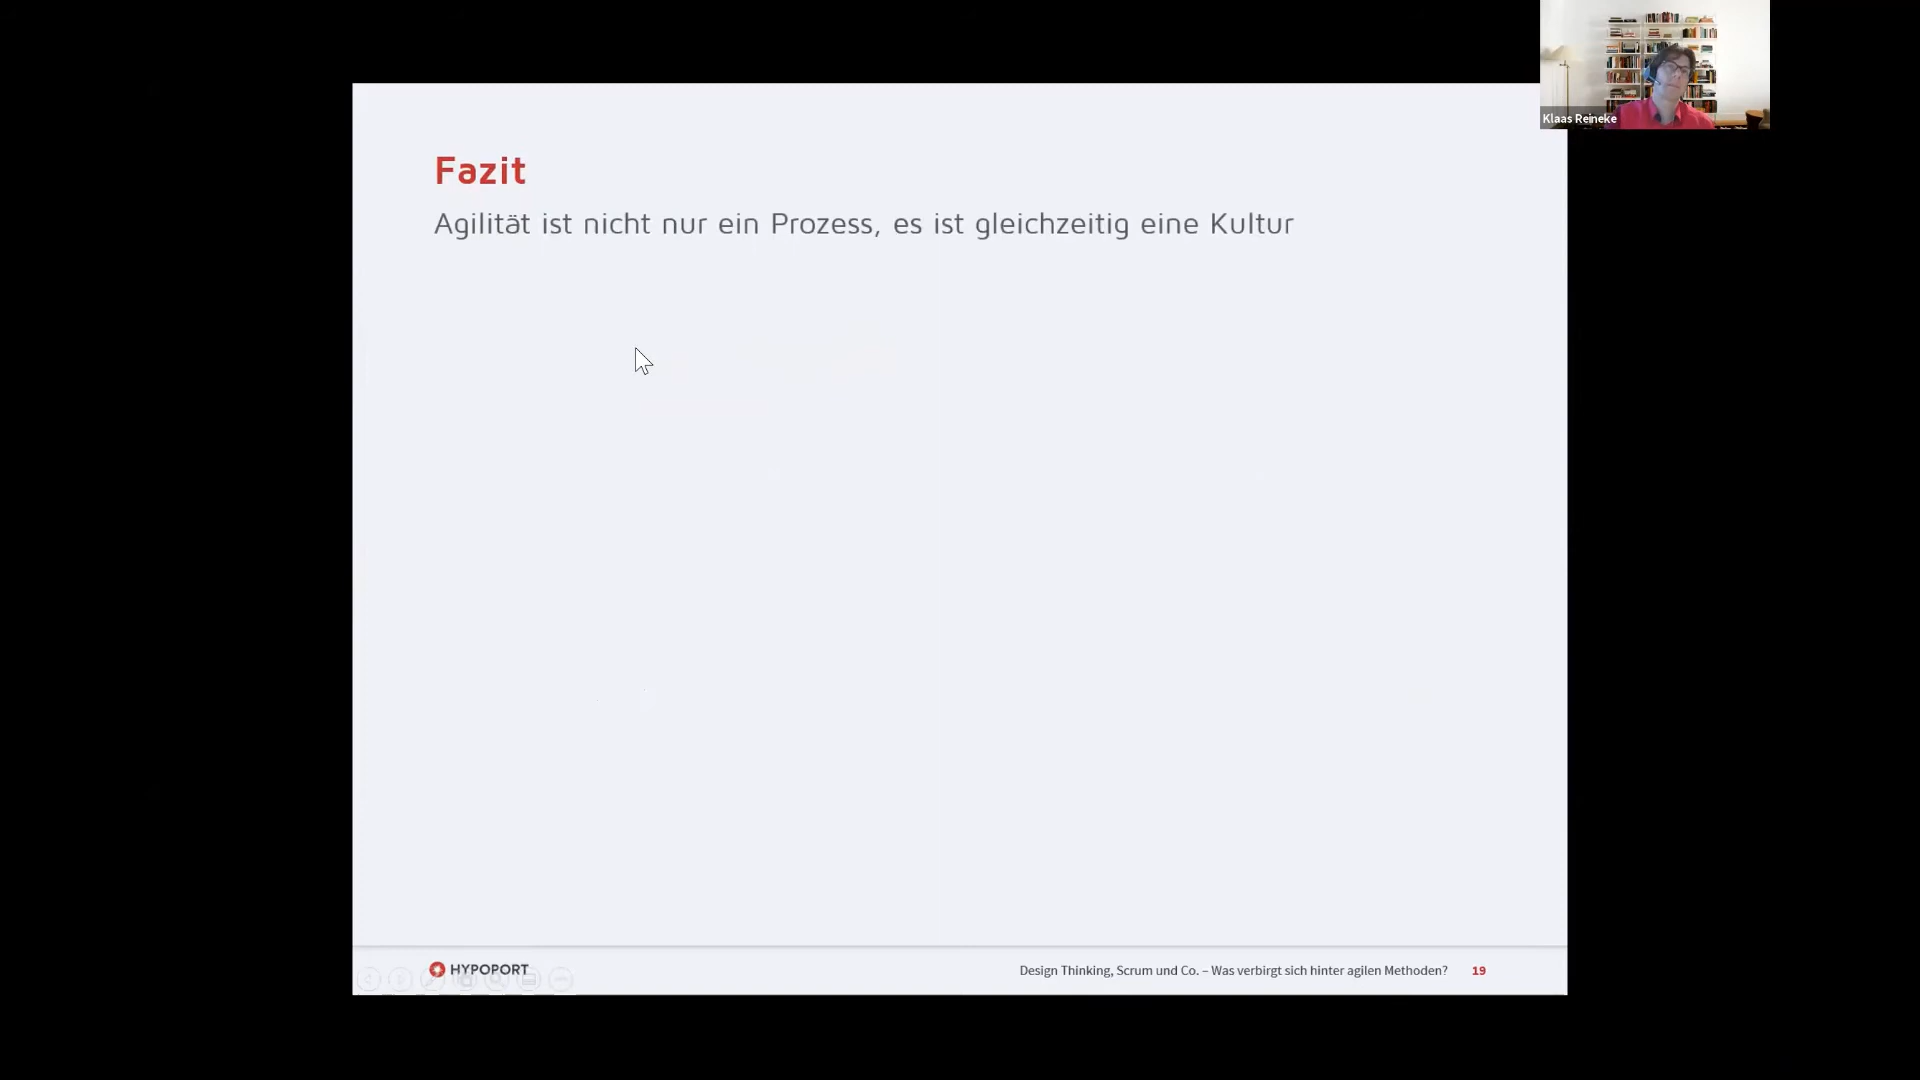 Klaas Reineke
Fazit
Agilität ist nicht nur ein Prozess, es ist gleichzeitig eine Kultur
HYPOPORT
Design Thinking, Scrum und Co. – Was verbirgt sich hinter agilen Methoden? 19